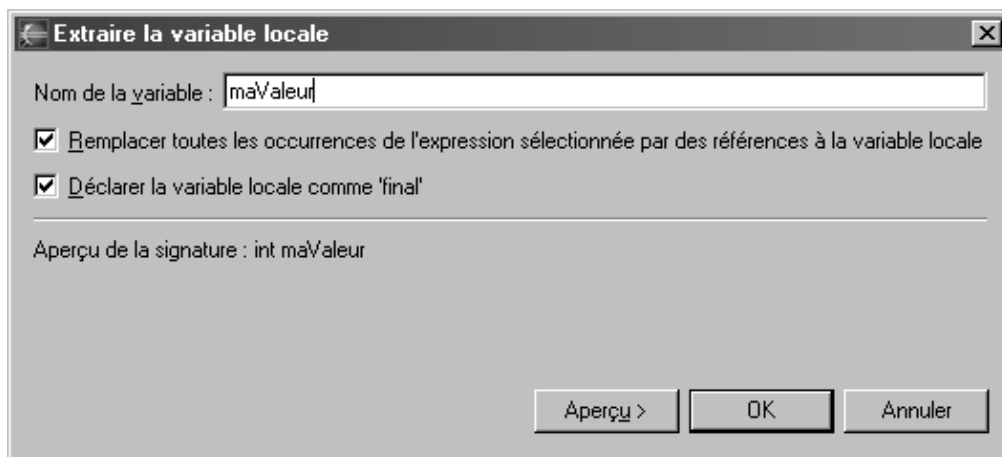 Extraire la variable locale
Nom de la variable : maValeur
Remplacer toutes les occurrences de l'expression sélectionnée par des références à la variable locale
Déclarer la variable locale comme 'final'
Aperçu de la signature : int maValeur
Aperçu > OK Annuler